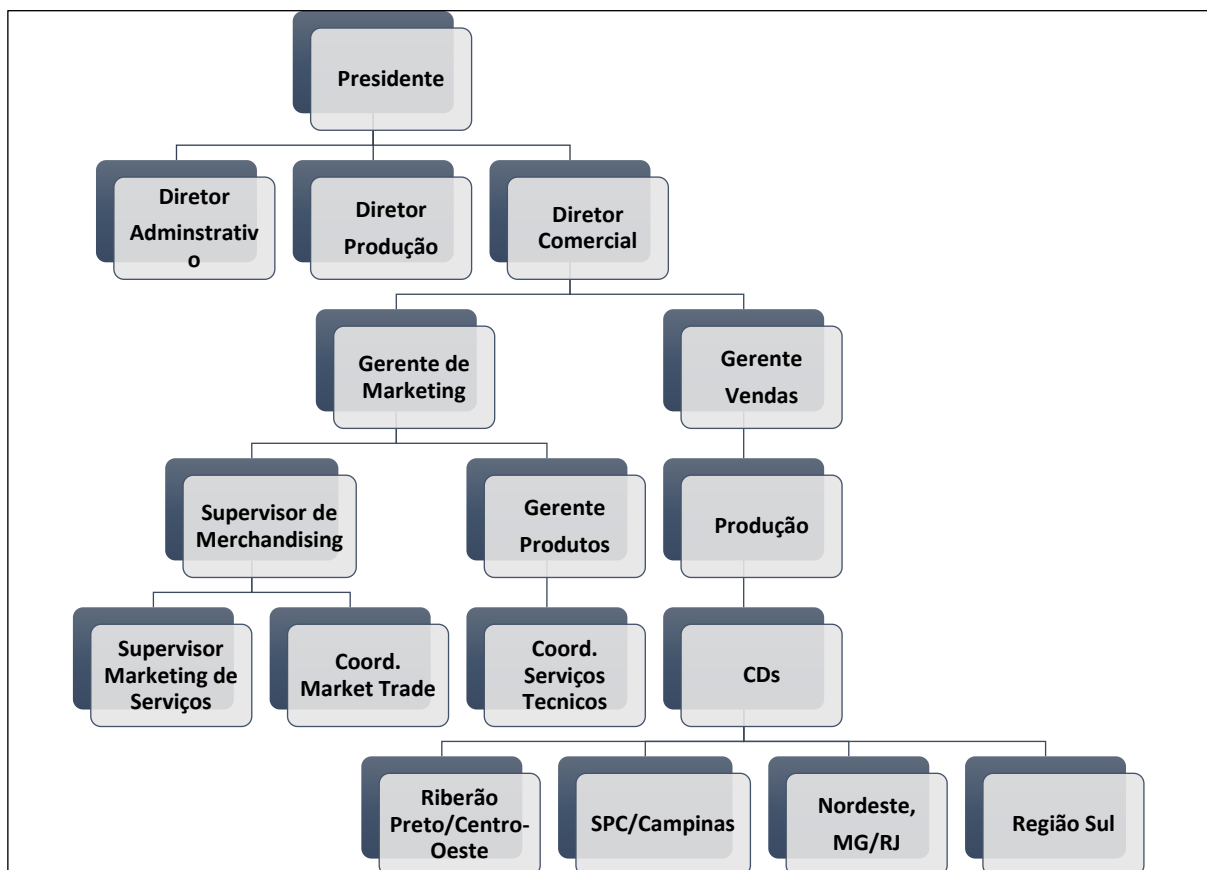 Presidente
Diretor
Adminstrativ
o
Diretor
Produção
Diretor
Comercial
Gerente de
Marketing
Gerente
Vendas
Supervisor de
Merchandising
Gerente
Produtos
Produção
Supervisor
Marketing de
Serviços
Coord.
Market Trade
Coord.
Serviços
Tecnicos
CDs
Riberão
Preto/Centro-
Oeste
SPC/Campinas
Nordeste,
MG/RJ
Região Sul